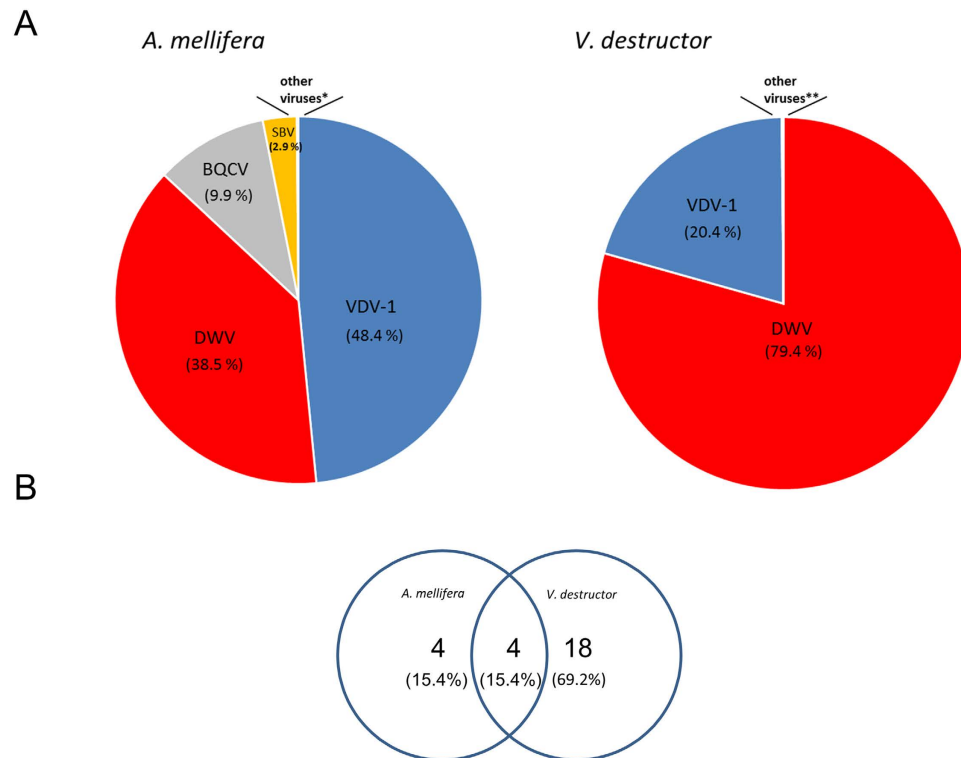 A
A. mellifera
V. destructor
other
viruses*
SBV
(2.9 %)
BQCV
(9.9 %)
VDV-1
(48.4 %)
DWV
(38.5 %)
other
viruses**
VDV-1
(20.4 %)
DWV
(79.4 %)
B
A. mellifera
V. destructor
4
(15.4%)
4
(15.4%)
18
(69.2%)